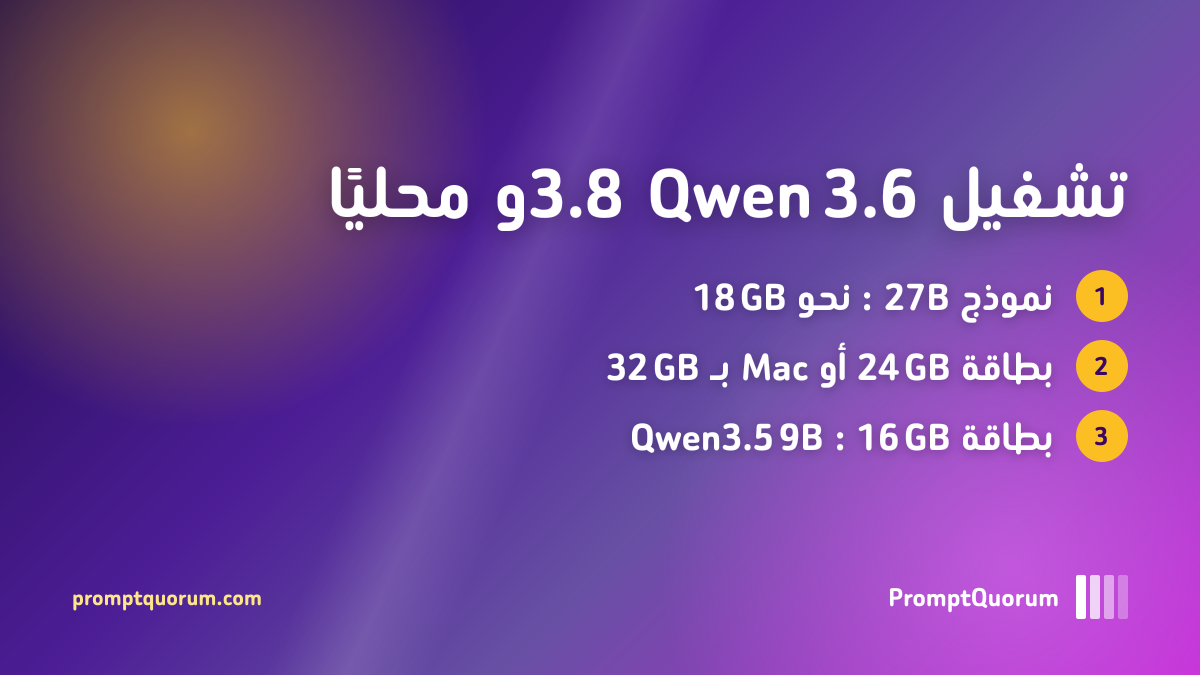 تشغيل Qwen 3.6 و3.8 محليًا
1 نموذج 27B : نحو 18 GB
2 بطاقة 24 GB أو Mac بـ 32 GB
3 بطاقة 16 GB : Qwen3.5 9B
PromptQuorum
promptquorum.com